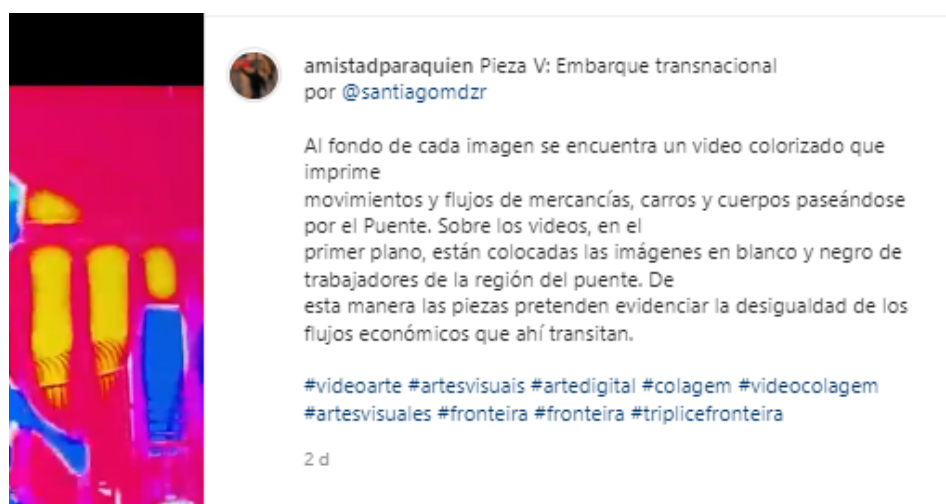 amistadparaquien Pieza V: Embarque transnacional
por @santiagomdzr
Al fondo de cada imagen se encuentra un video colorizado que
imprime
movimientos y flujos de mercancías, carros y cuerpos paseándose
por el Puente. Sobre los videos, en el
primer plano, están colocadas las imágenes en blanco y negro de
trabajadores de la región del puente. De
esta manera las piezas pretenden evidenciar la desigualdad de los
flujos económicos que ahí transitan.
#videoarte #artesvisuais #artedigital #colagem #videocolagem
#artesvisuales #fronteira #fronteira #triplicefronteira
2 d